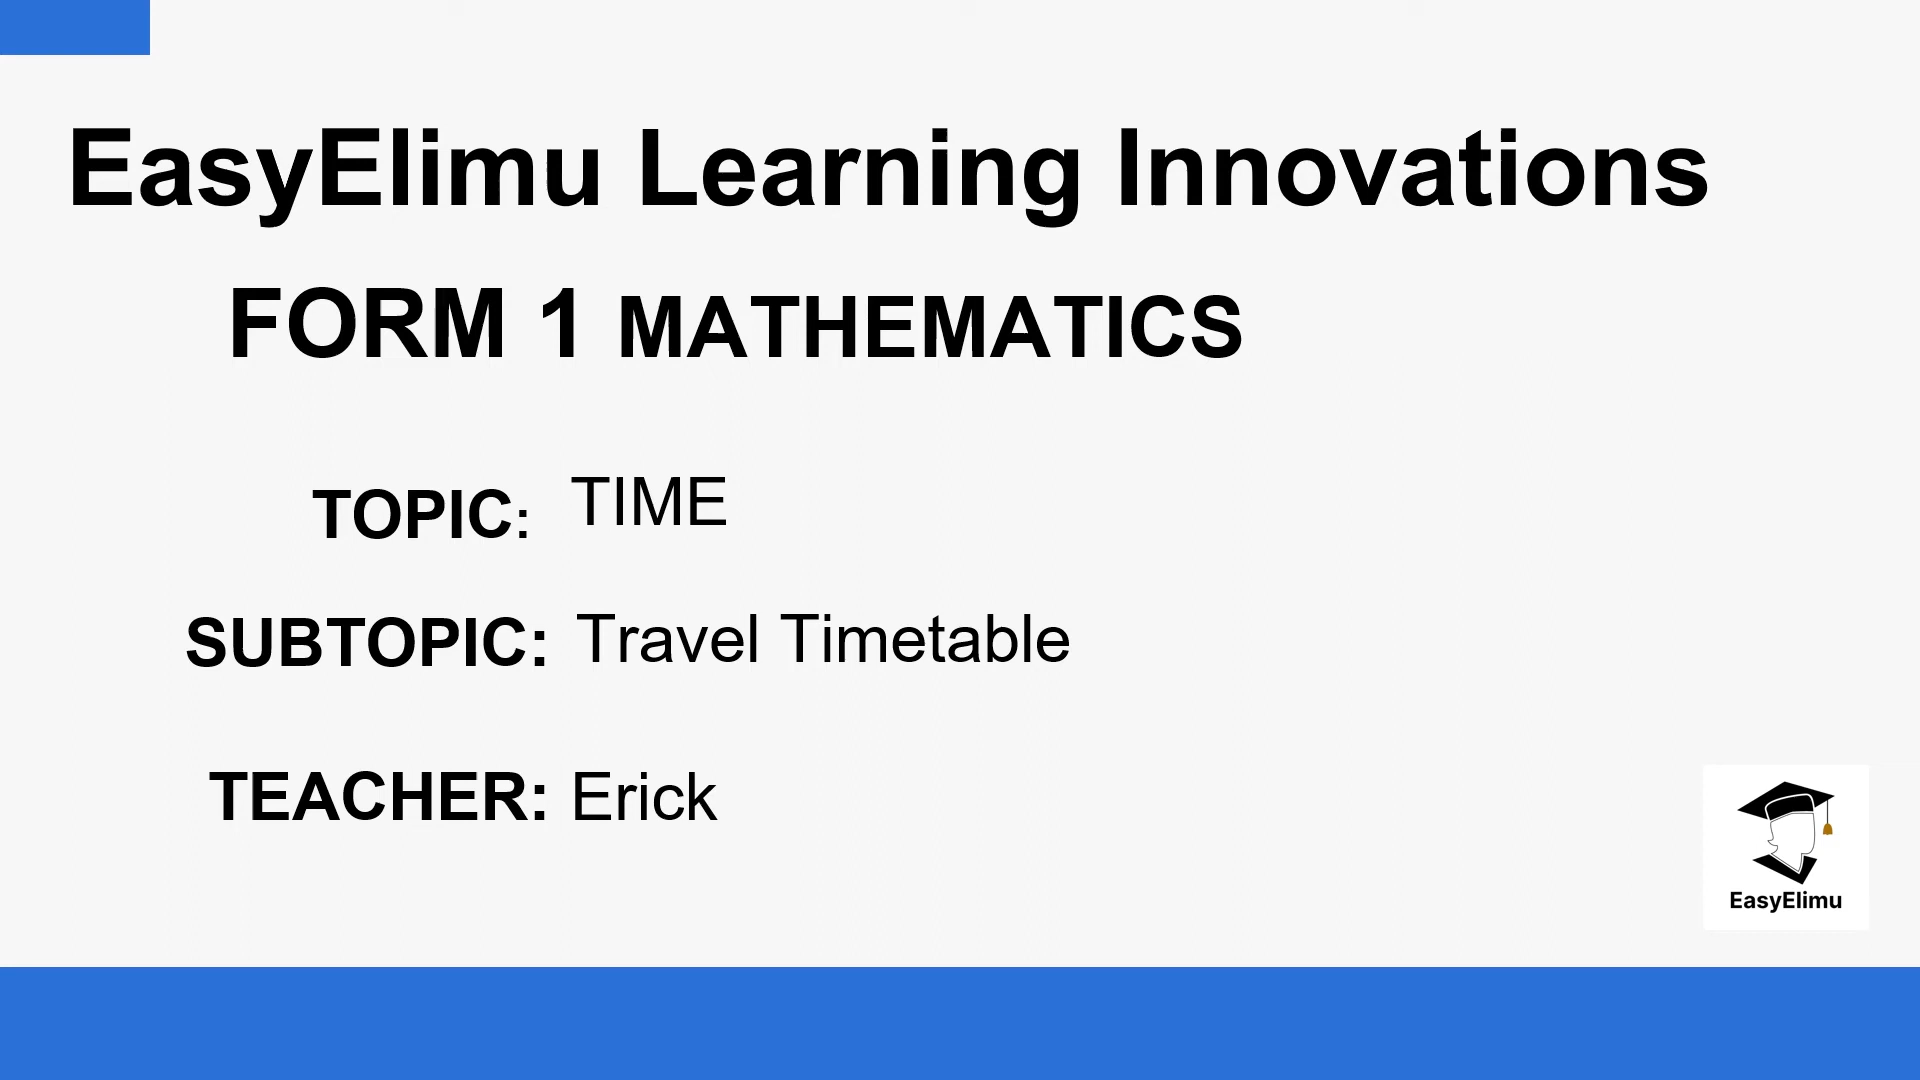 EasyElimu Learning Innovations
FORM 1 MATHEMATICS
TOPIC: TIME
SUBTOPIC: Travel Timetable
TEACHER: Erick
EasyElimu